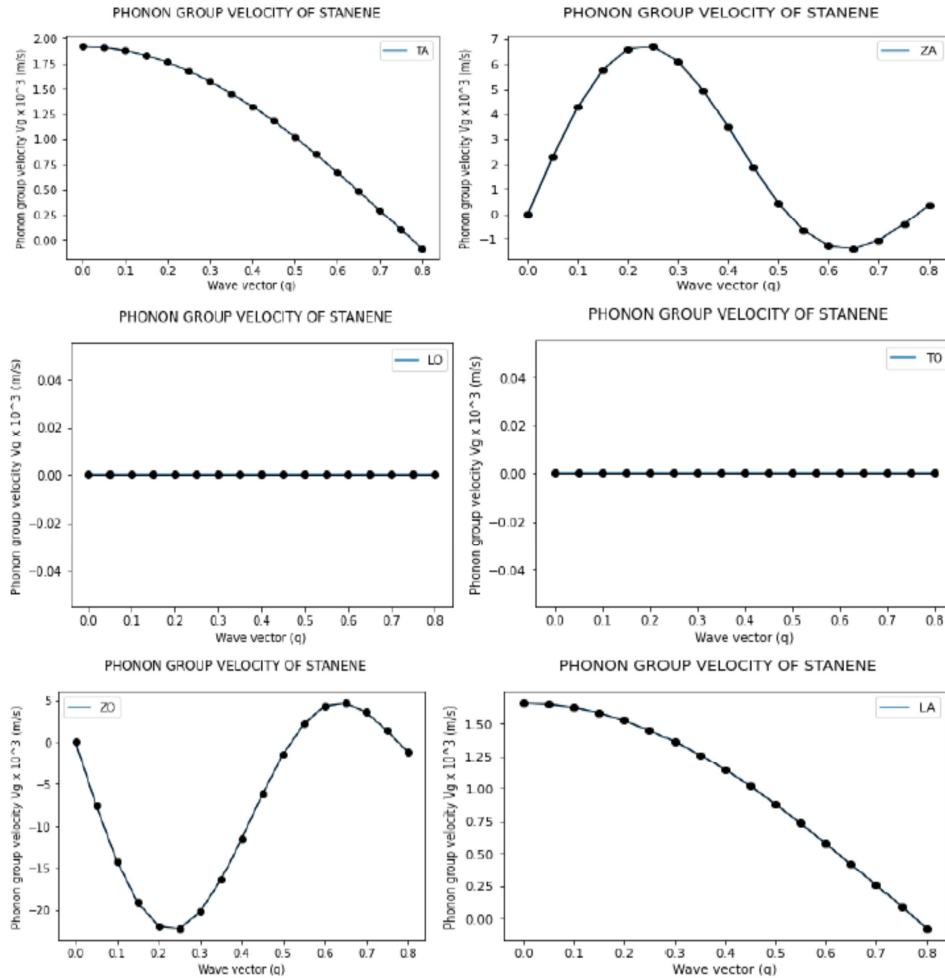 PHONON GROUP VELOCITY OF STANENE
TA
Phonon group velocity Vg x 10^3 (m/s)
2.00
1.75
1.50
1.25
1.00
0.75
0.50
0.25
0.00
0.0 0.1 0.2 0.3 0.4 0.5 0.6 0.7 0.8
Wave vector (q)
PHONON GROUP VELOCITY OF STANENE
ZA
Phonon group velocity Vg x 10^3 (m/s)
7
6
5
4
3
2
1
0
−1
0.0 0.1 0.2 0.3 0.4 0.5 0.6 0.7 0.8
Wave vector (q)
PHONON GROUP VELOCITY OF STANENE
LO
Phonon group velocity Vg x 10^3 (m/s)
0.04
0.02
0.00
−0.02
−0.04
0.0 0.1 0.2 0.3 0.4 0.5 0.6 0.7 0.8
Wave vector (q)
PHONON GROUP VELOCITY OF STANENE
TO
Phonon group velocity Vg x 10^3 (m/s)
0.04
0.02
0.00
−0.02
−0.04
0.0 0.1 0.2 0.3 0.4 0.5 0.6 0.7 0.8
Wave vector (q)
PHONON GROUP VELOCITY OF STANENE
ZO
Phonon group velocity Vg x 10^3 (m/s)
5
0
−5
−10
−15
−20
0.0 0.1 0.2 0.3 0.4 0.5 0.6 0.7 0.8
Wave vector (q)
PHONON GROUP VELOCITY OF STANENE
LA
Phonon group velocity Vg x 10^3 (m/s)
1.50
1.25
1.00
0.75
0.50
0.25
0.00
0.0 0.1 0.2 0.3 0.4 0.5 0.6 0.7 0.8
Wave vector (q)